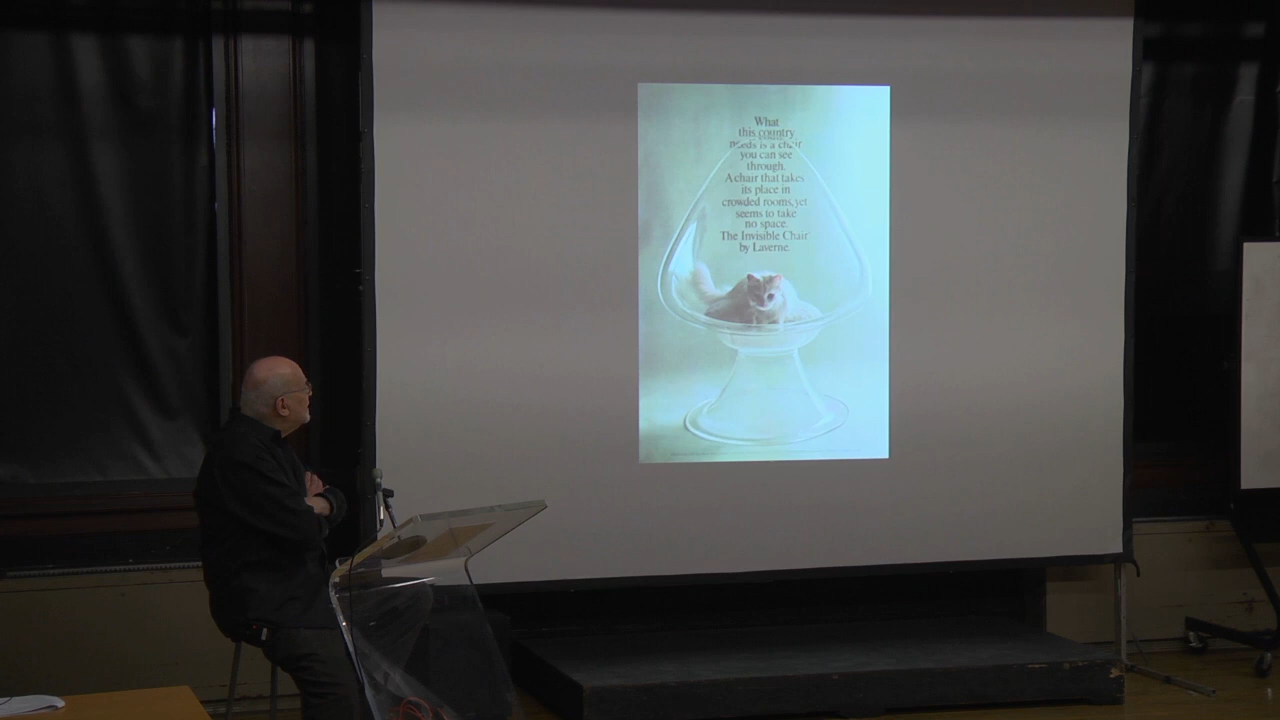 What
this country
needs is a chair
you can see
through.
A chair that takes
its place in
crowded rooms, yet
seems to take
no space.
The Invisible Chair
by Laverne.